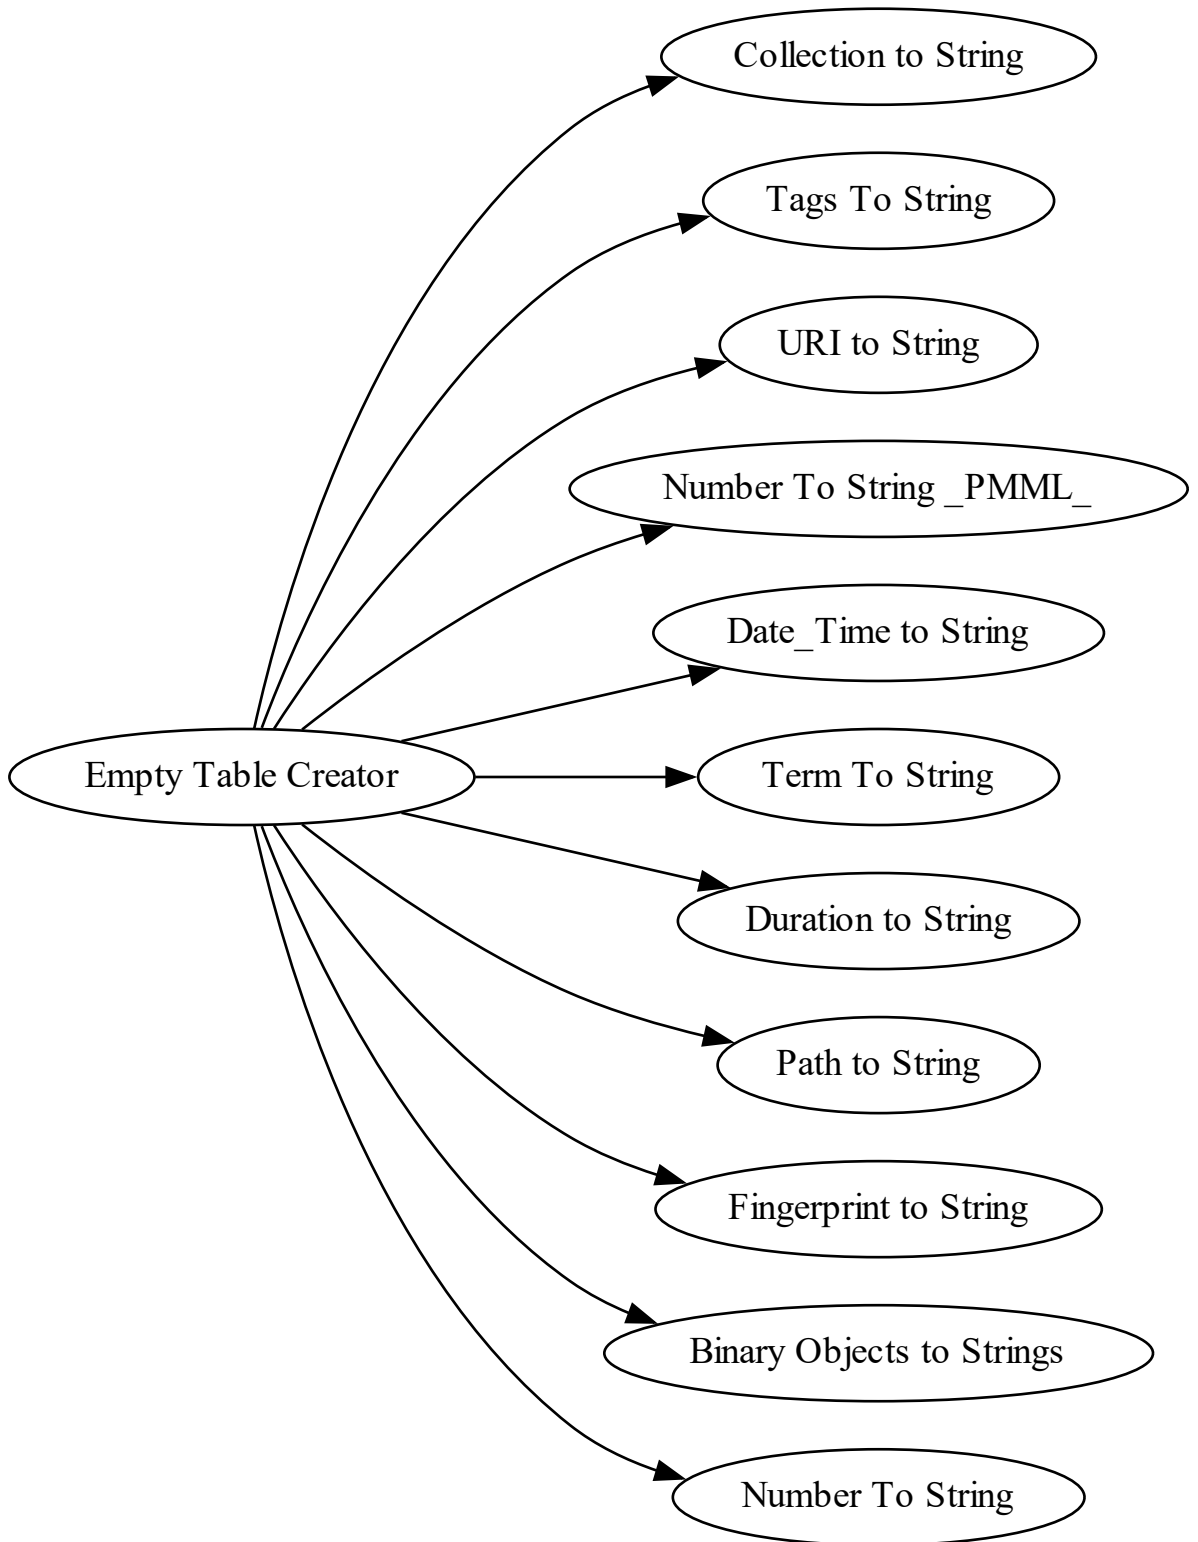 Collection to String
Tags To String
URI to String
Number To String _PMML_
Date_Time to String
Empty Table Creator
Term To String
Duration to String
Path to String
Fingerprint to String
Binary Objects to Strings
Number To String